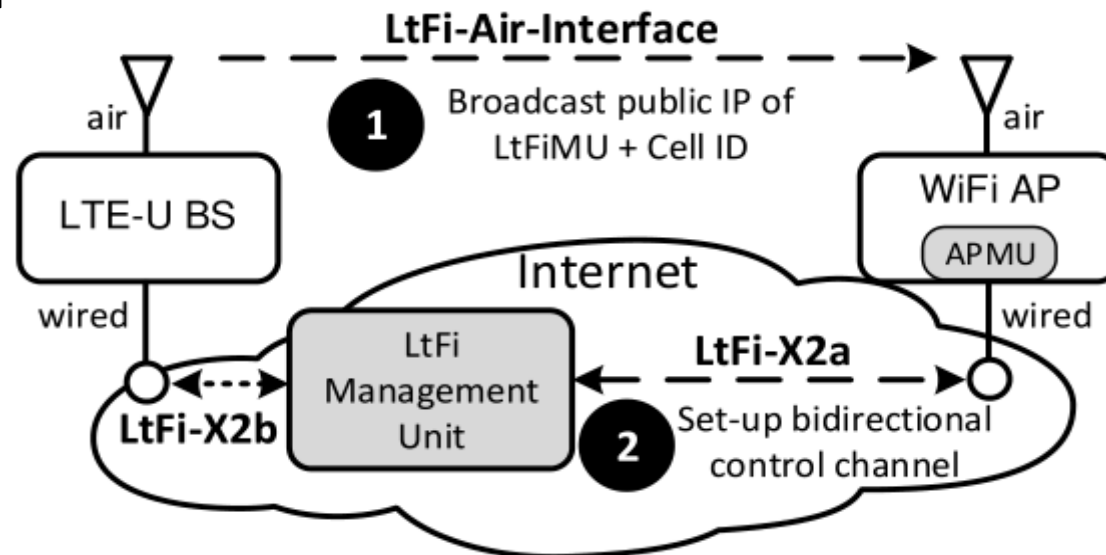 LtFi-Air-Interface
air
1
Broadcast public IP of
LtFiMU + Cell ID
air
LTE-U BS
WiFi AP
APMU
wired
Internet
wired
LtFi
Management
Unit
LtFi-X2a
LtFi-X2b
2
Set-up bidirectional
control channel